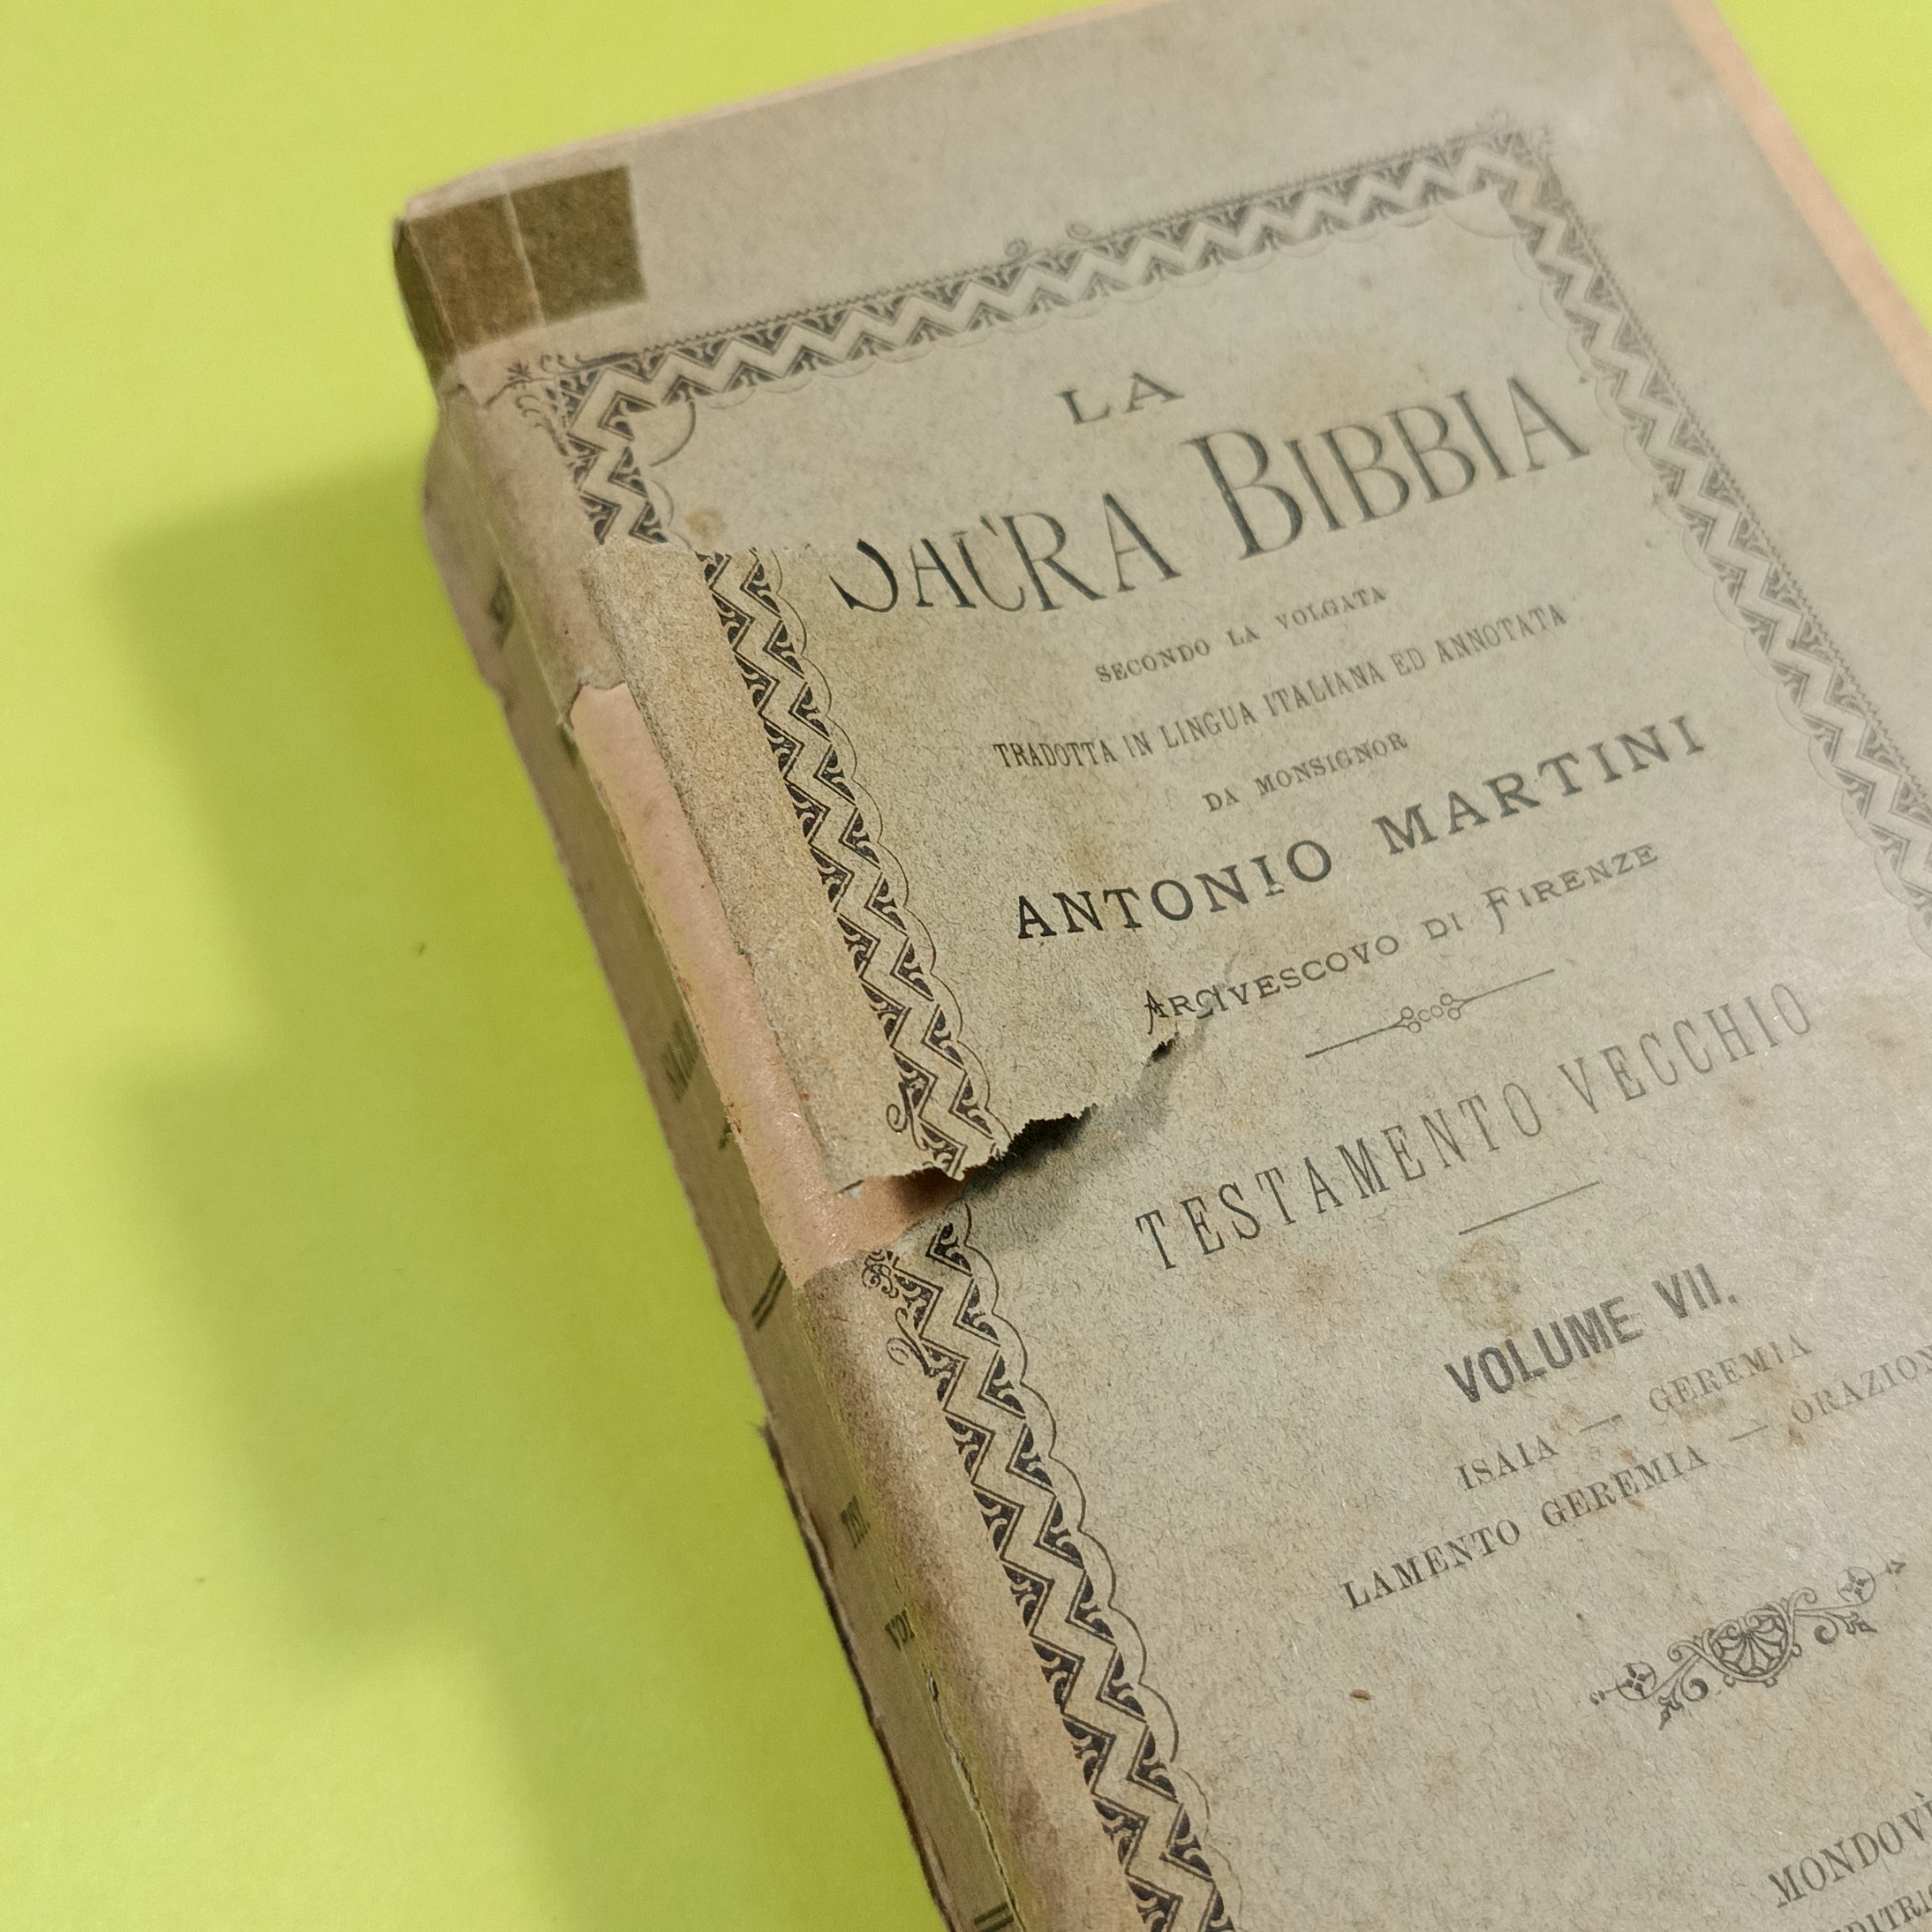 LA
SACRA BIBBIA
SECONDO LA VOLGATA
TRADOTTA IN LINGUA ITALIANA ED ANNOTATA
DA MONSIGNOR
ANTONIO MARTINI
ARCIVESCOVO DI FIRENZE
TESTAMENTO VECCHIO
VOLUME VII.
ISAIA — GEREMIA
LAMENTO GEREMIA — ORAZION
MONDOVÌ